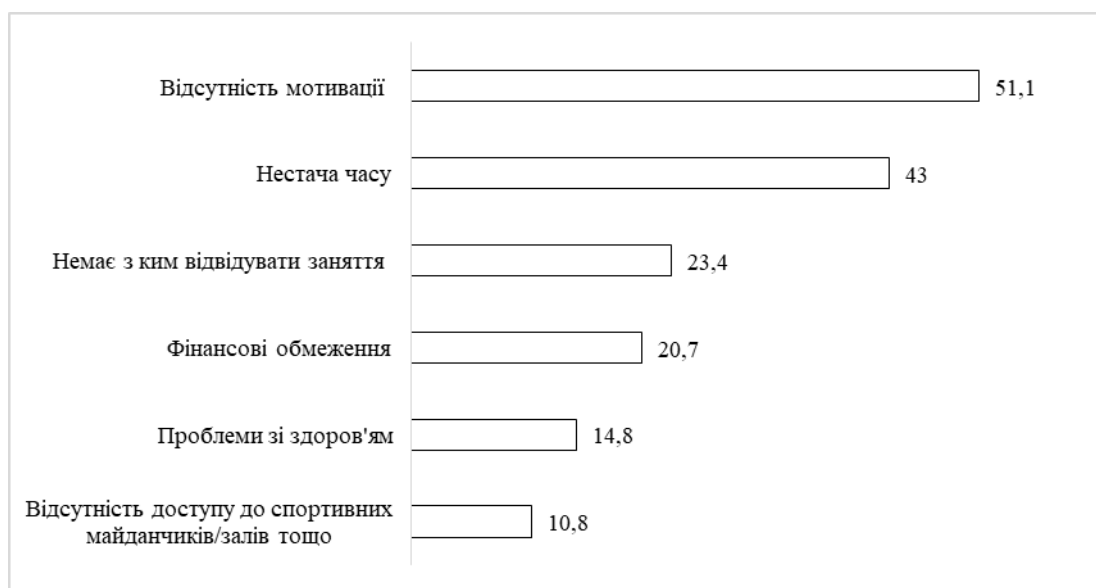 Відсутність мотивації
51,1
Нестача часу
43
Немає з ким відвідувати заняття
23,4
Фінансові обмеження
20,7
Проблеми зі здоров'ям
14,8
Відсутність доступу до спортивних
майданчиків/залів тощо
10,8